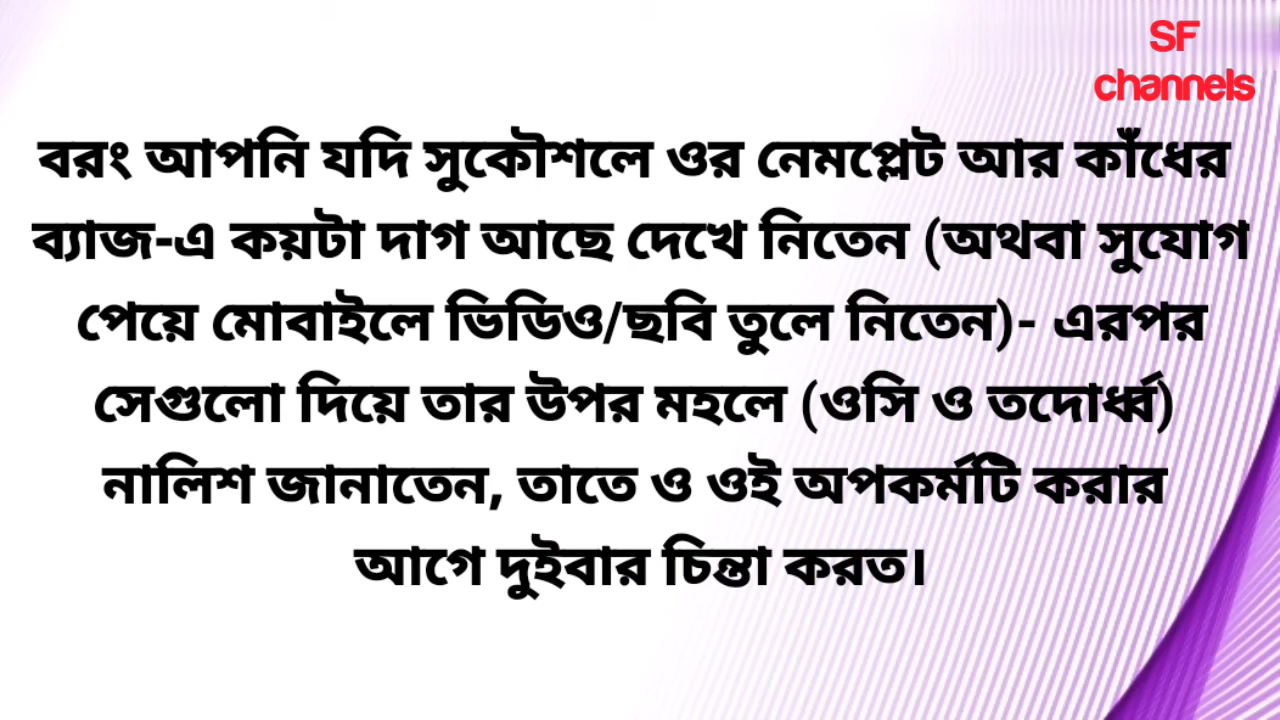 SF
channels
বরং আপনি যদি সুকৌশলে ওর নেমপ্লেট আর কাঁধের
ব্যাজ-এ কয়টা দাগ আছে দেখে নিতেন (অথবা সুযোগ
পেয়ে মোবাইলে ভিডিও/ছবি তুলে নিতেন)- এরপর
সেগুলো দিয়ে তার উপর মহলে (ওসি ও তদোর্ধ্ব)
নালিশ জানাতেন, তাতে ও ওই অপকর্মটি করার
আগে দুইবার চিন্তা করত।